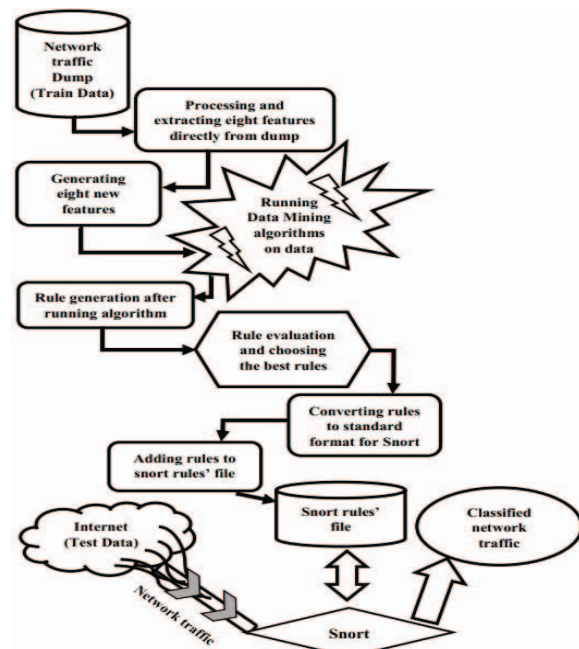 Network
traffic
Dump
(Train Data)
Processing and
extracting eight features
directly from dump
Generating
eight new
features
Running
Data Mining
algorithms
on data
Rule generation after
running algorithm
Rule evaluation
and choosing
the best rules
Converting rules
to standard
format for Snort
Adding rules to
snort rules’ file
Internet
(Test Data)
Snort rules’
file
Classified
network
traffic
Network traffic
Snort